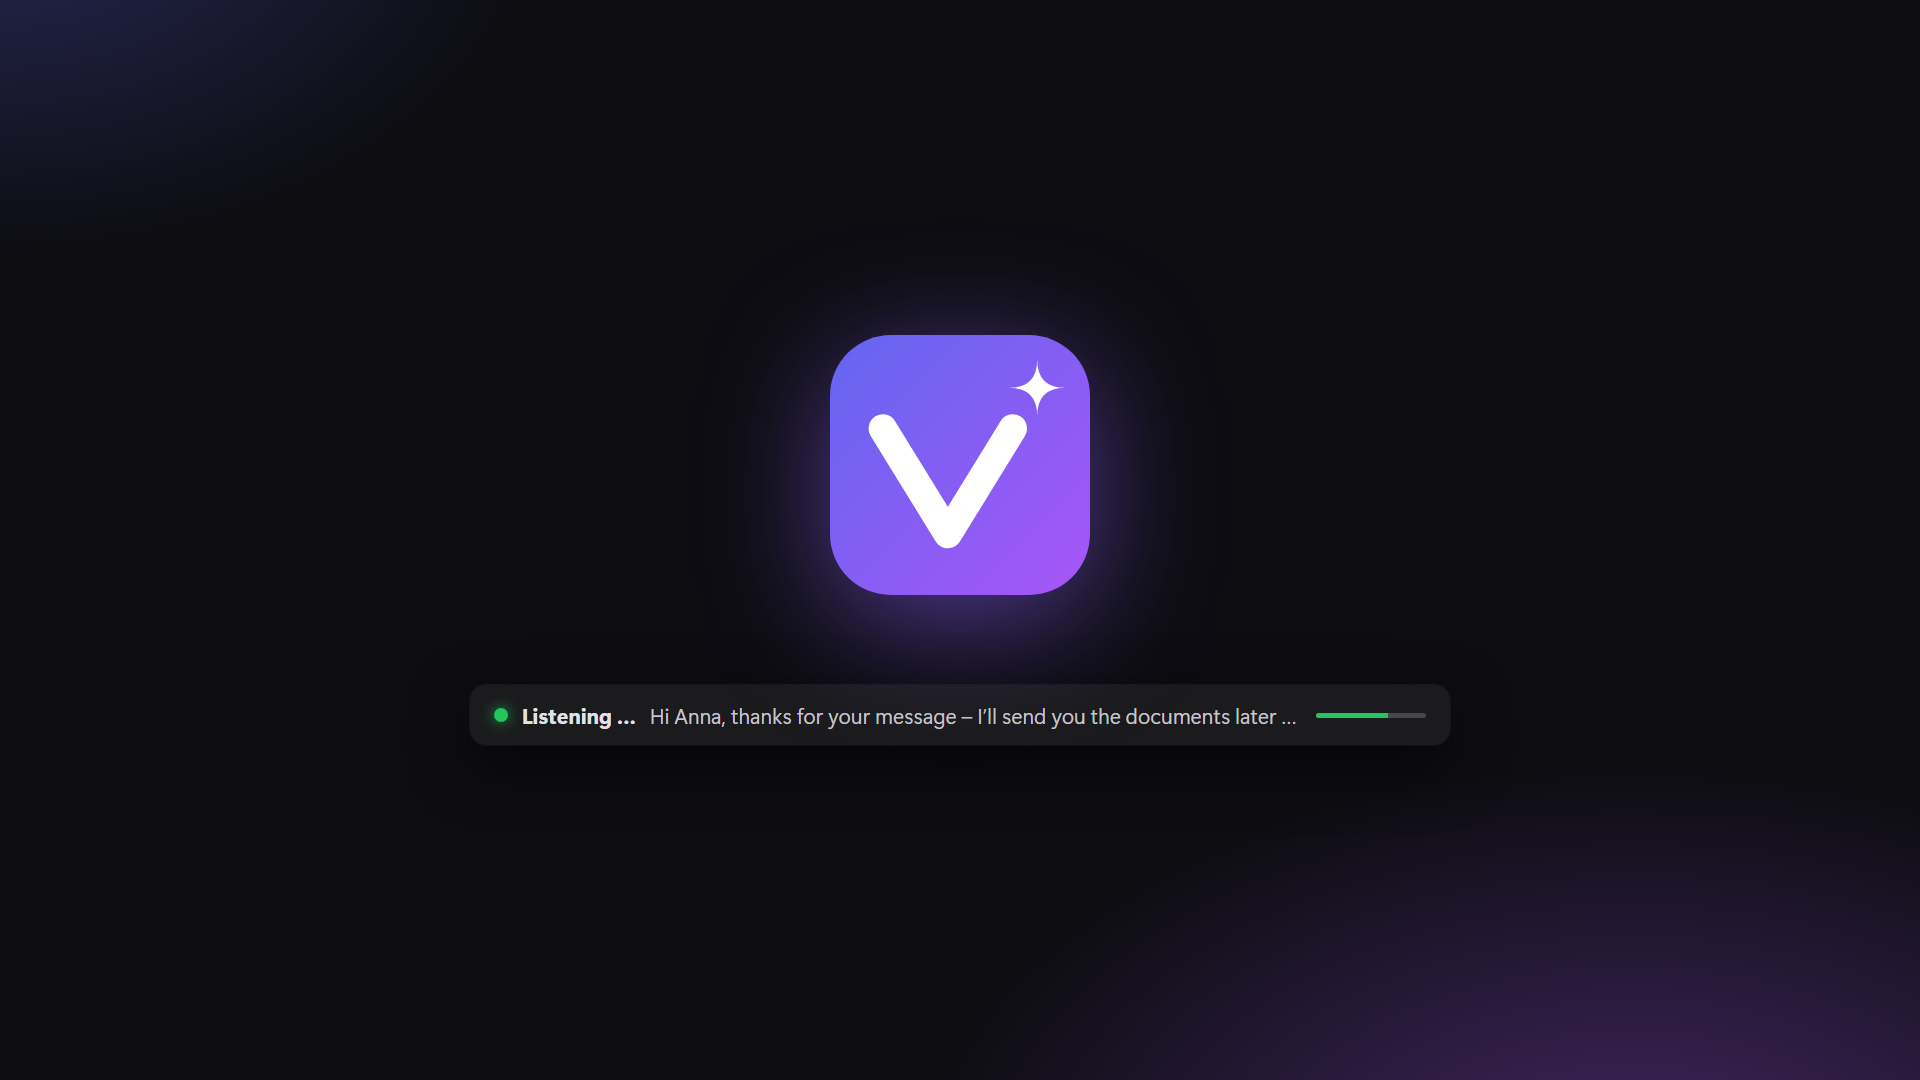 V
Listening ... Hi Anna, thanks for your message – I’ll send you the documents later ...